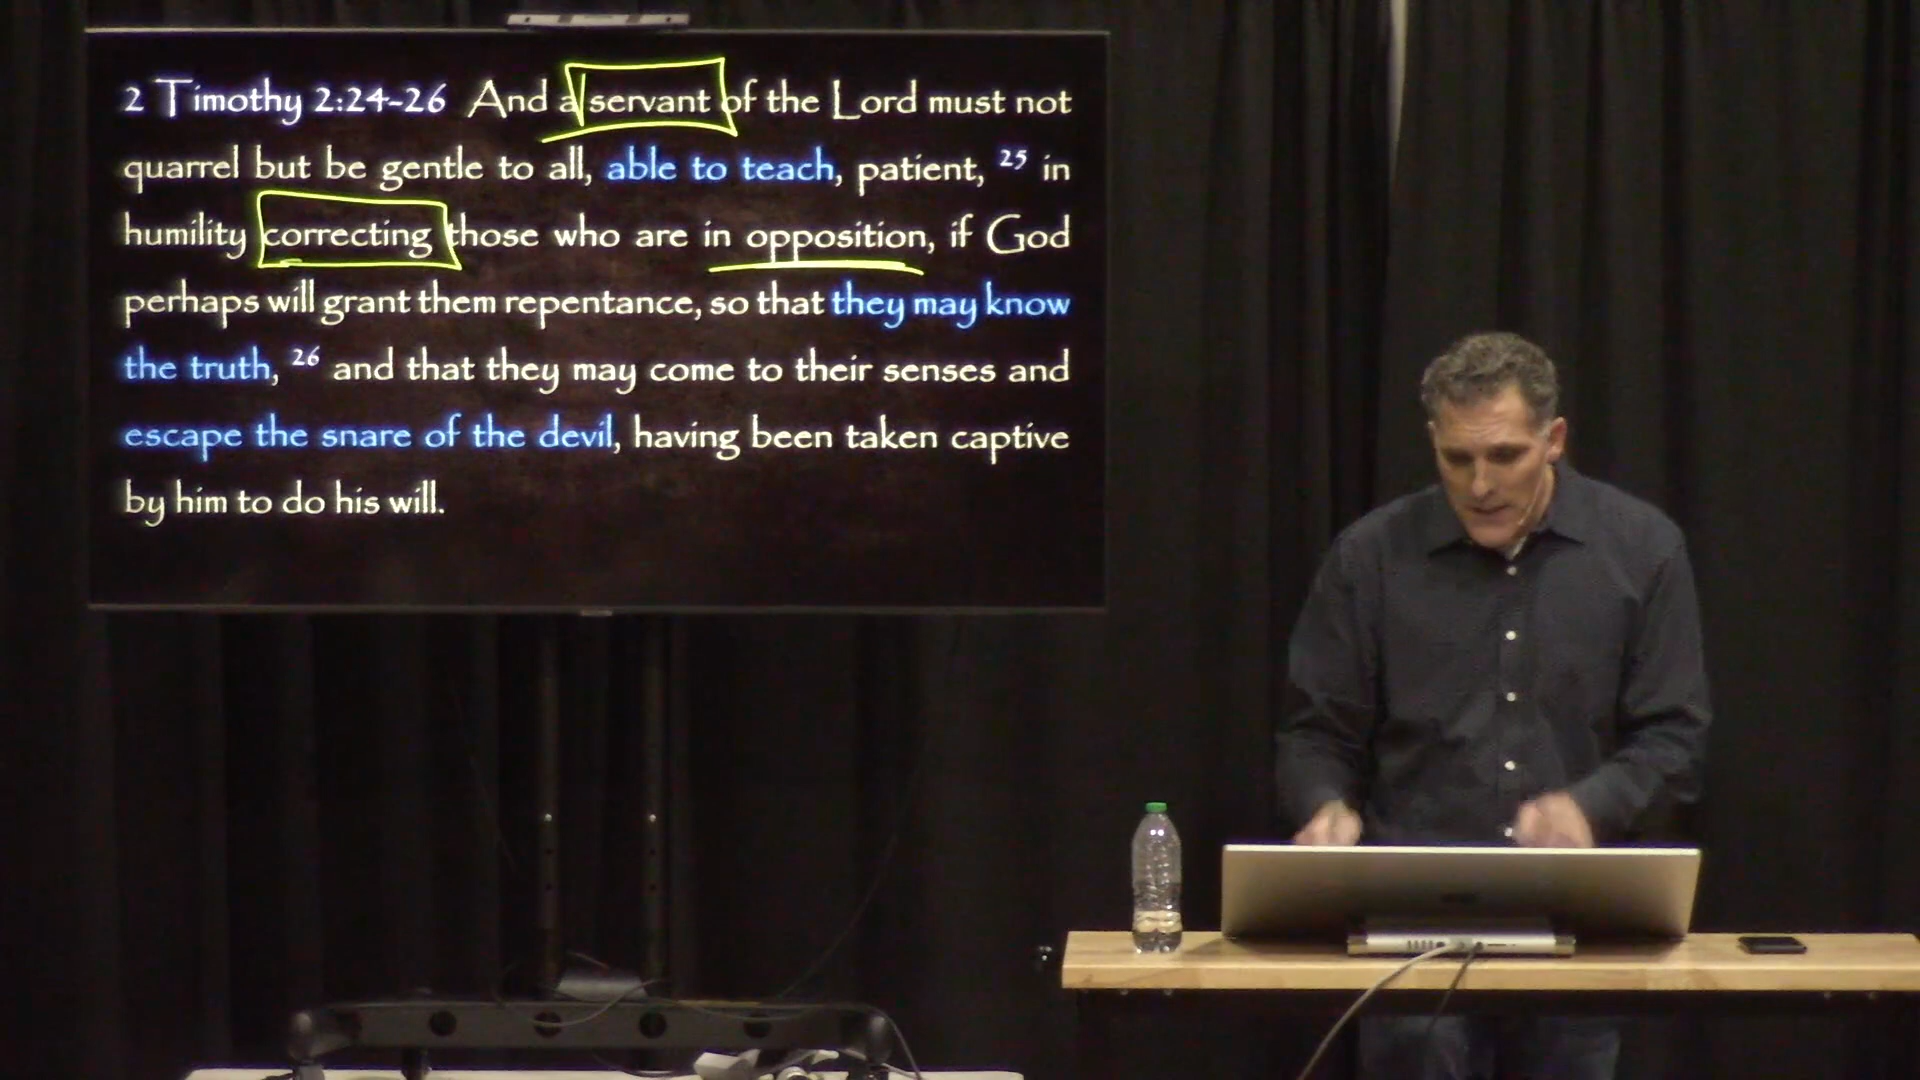 2 Timothy 2:24-26 And a servant of the Lord must not
quarrel but be gentle to all, able to teach, patient, 25 in
humility correcting those who are in opposition, if God
perhaps will grant them repentance, so that they may know
the truth, 26 and that they may come to their senses and
escape the snare of the devil, having been taken captive
by him to do his will.